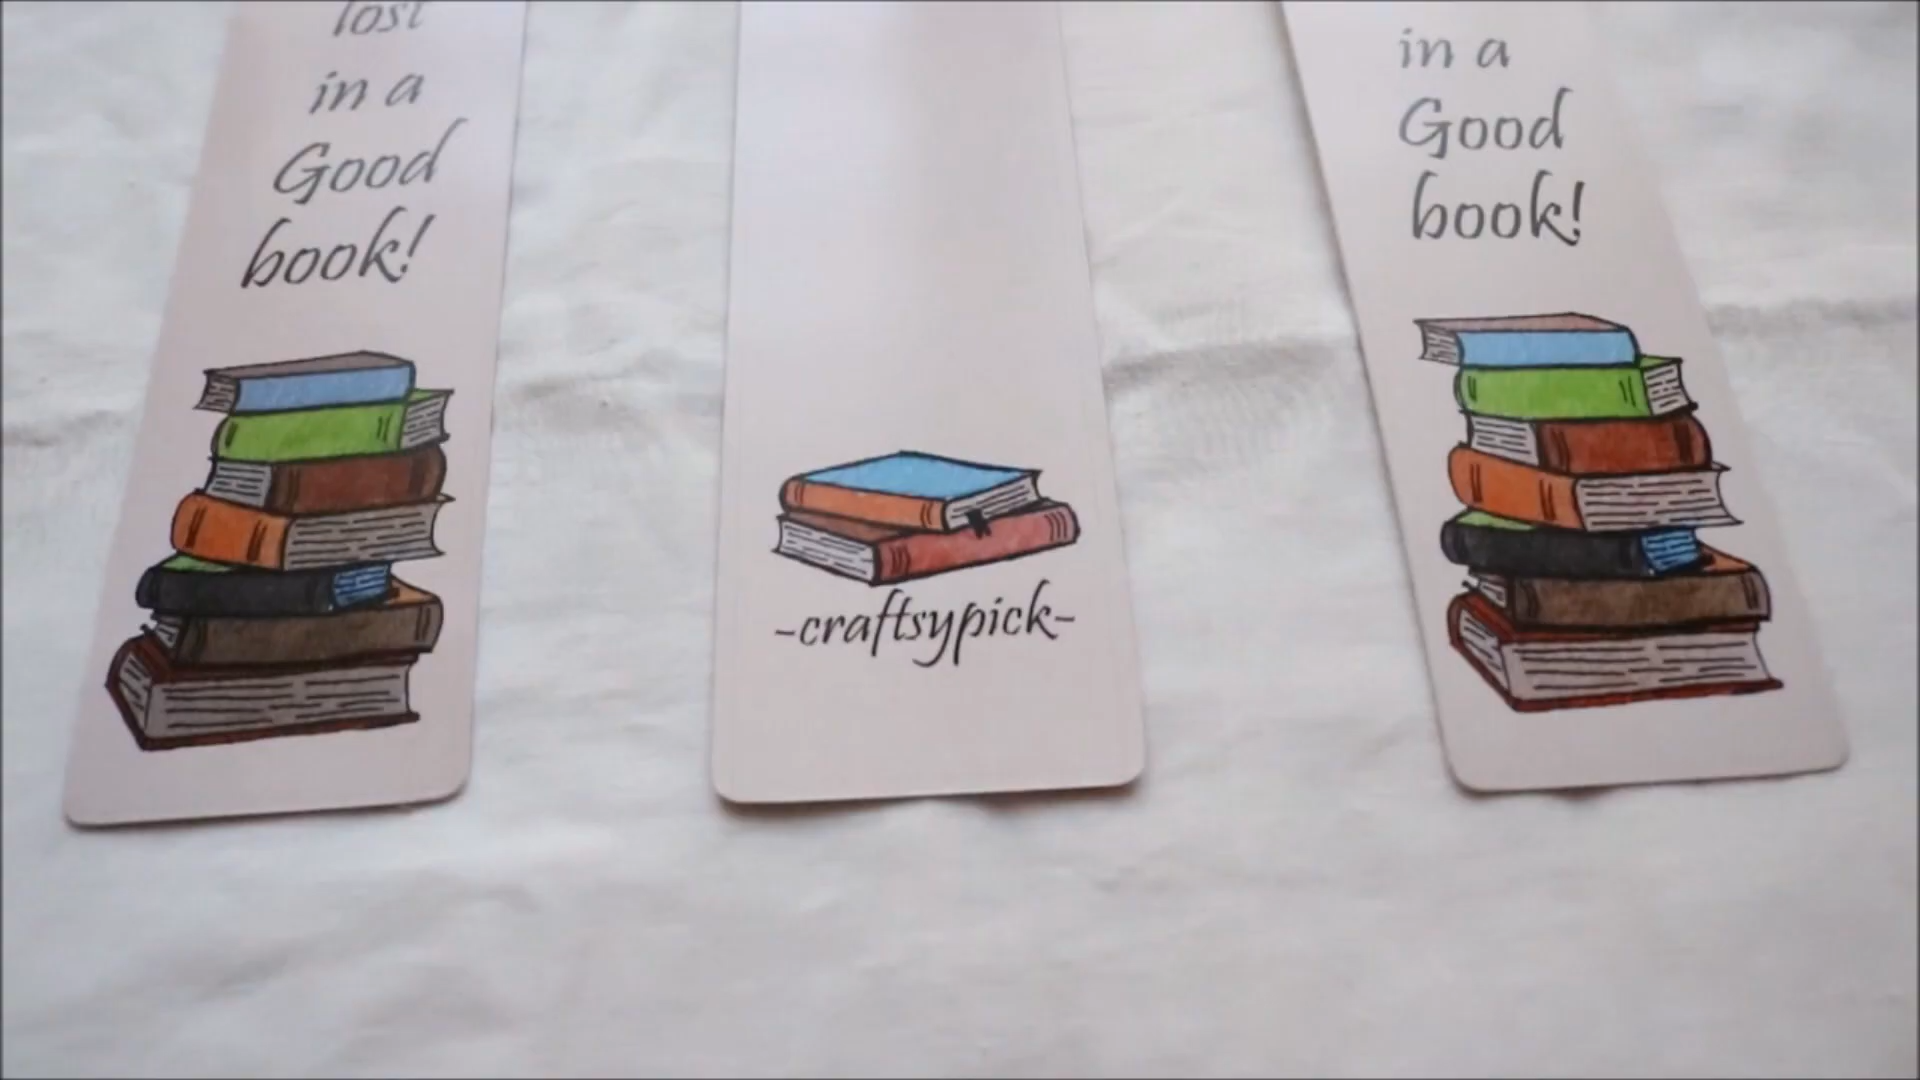 lost
in a
Good
book!
-craftsypick-
in a
Good
book!